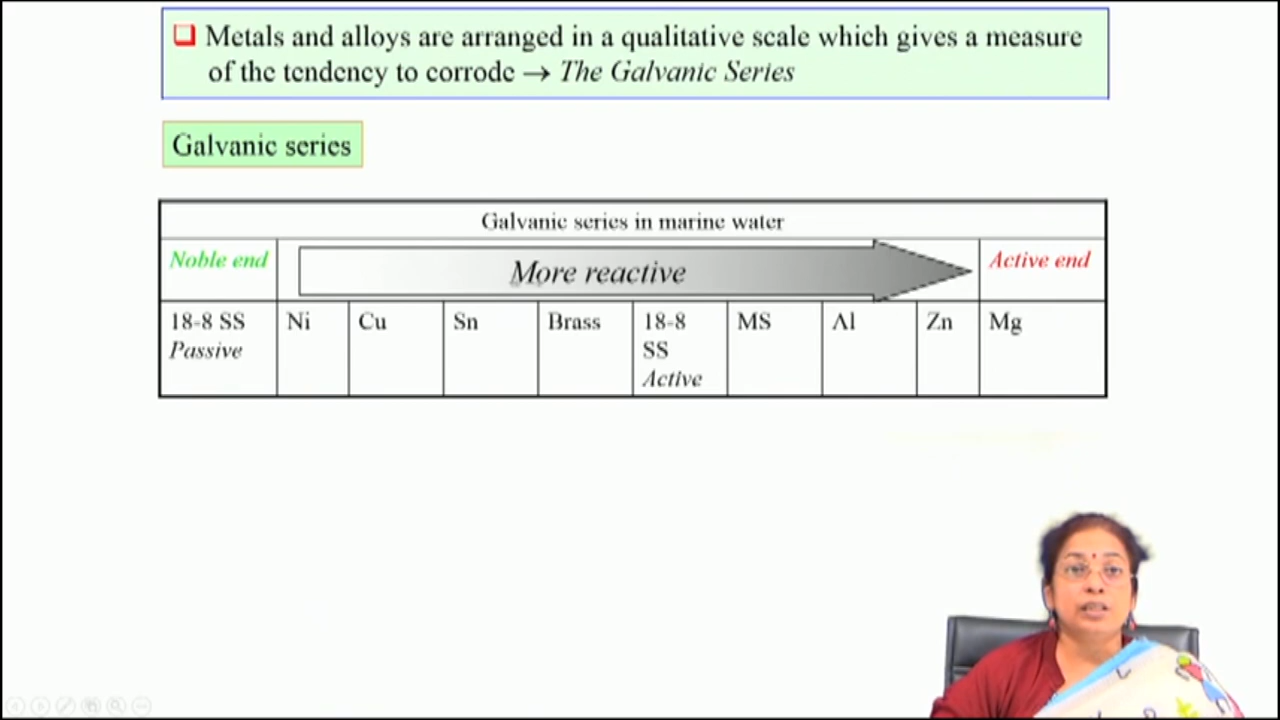 Metals and alloys are arranged in a qualitative scale which gives a measure
of the tendency to corrode → The Galvanic Series
Galvanic series
Galvanic series in marine water
Noble end
More reactive
Active end
18-8 SS Ni Cu Sn Brass 18-8 MS Al Zn Mg
Passive SS
Active